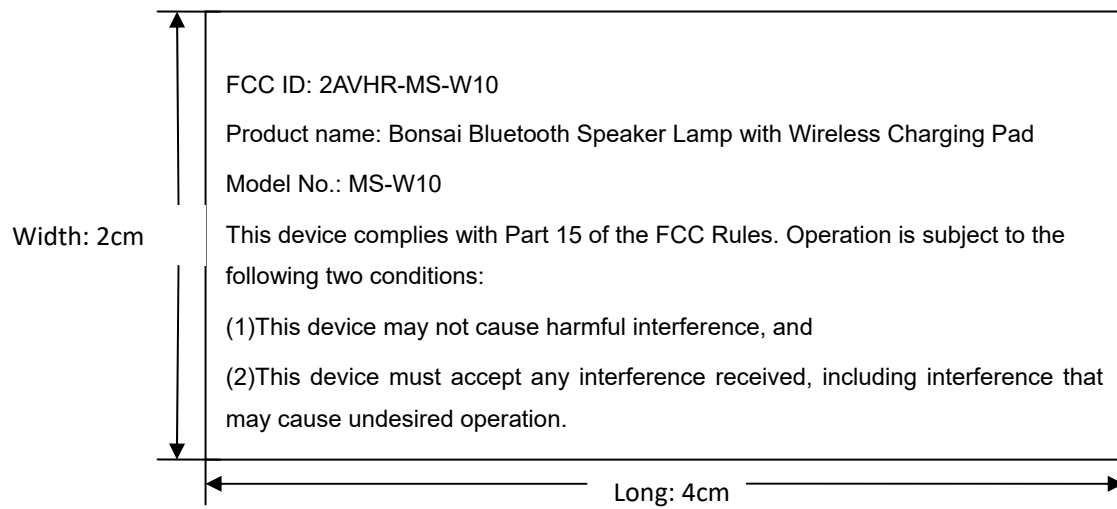 FCC ID: 2AVHR-MS-W10
Product name: Bonsai Bluetooth Speaker Lamp with Wireless Charging Pad
Model No.: MS-W10
Width: 2cm
This device complies with Part 15 of the FCC Rules. Operation is subject to the
following two conditions:
(1)This device may not cause harmful interference, and
(2)This device must accept any interference received, including interference that
may cause undesired operation.
Long: 4cm